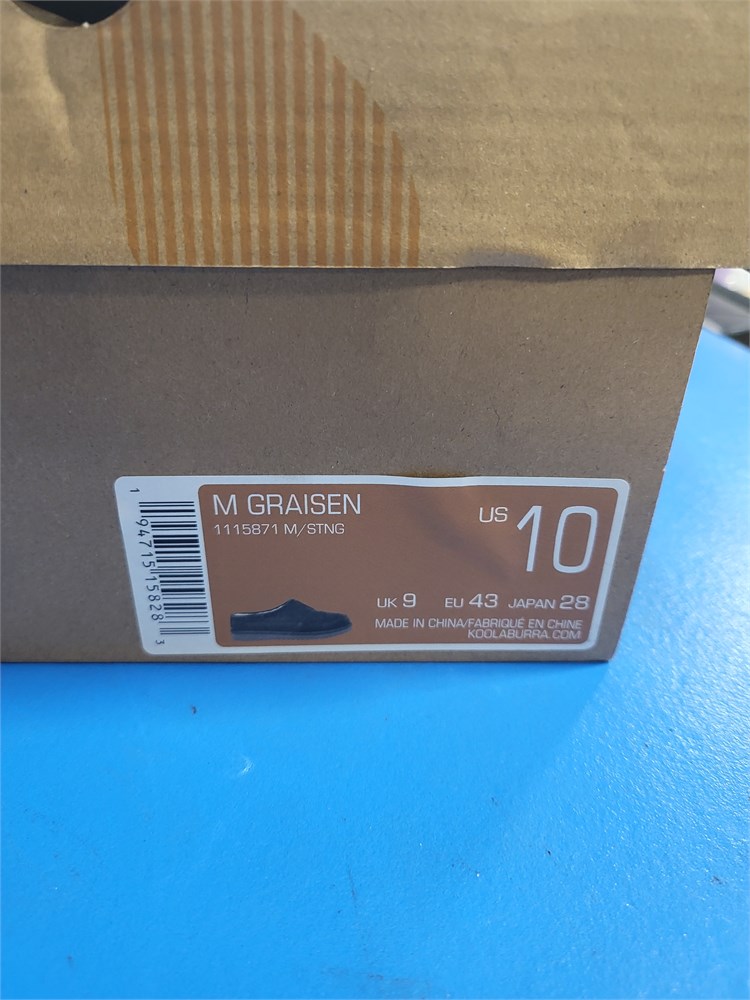 M GRAISEN
1115871 M/STNG
US 10
UK 9 EU 43 JAPAN 28
MADE IN CHINA/FABRIQUÉ EN CHINE
KOOLABURRA.COM
1 94715 15828 3